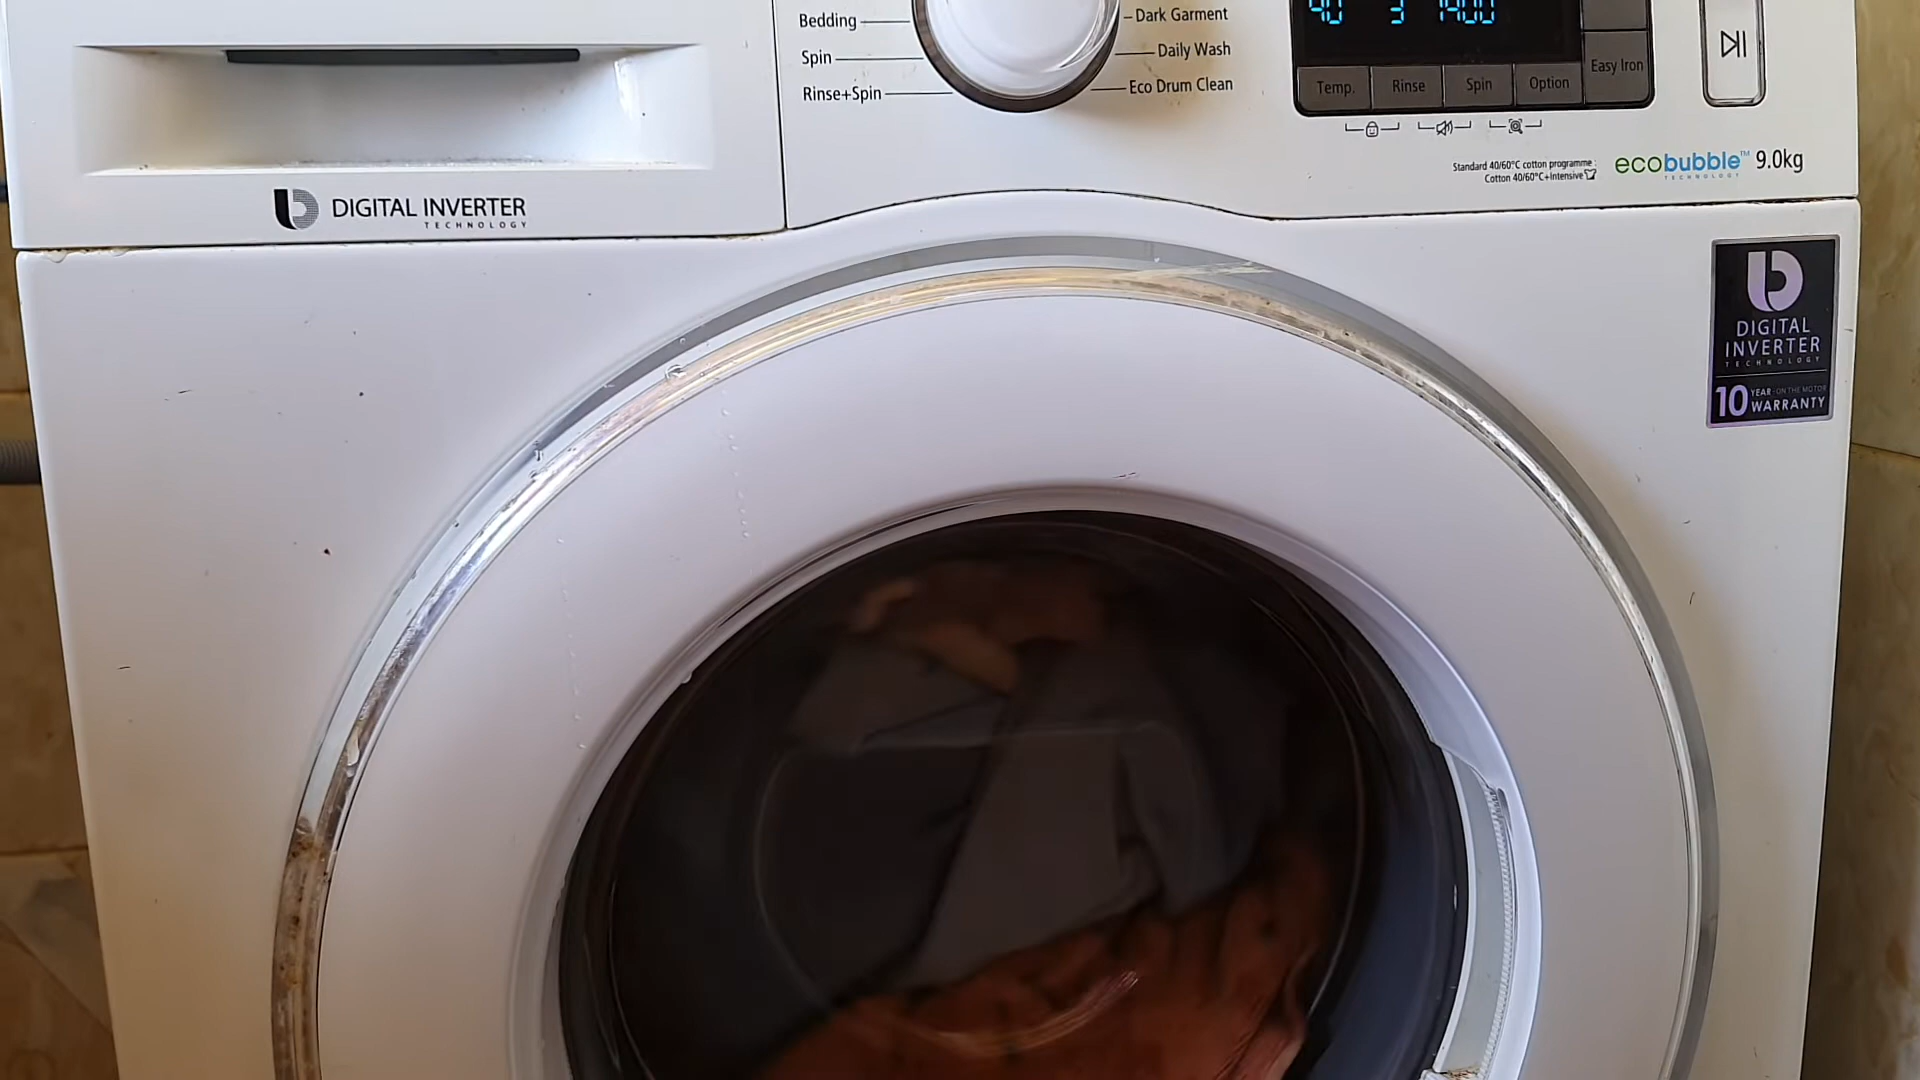 Bedding
Spin
Rinse+Spin
Dark Garment
Daily Wash
Eco Drum Clean
40 3 1400
Temp. Rinse Spin Option Easy Iron
Standard 40/60°C cotton programme :
Cotton 40/60°C+Intensive
ecobubble™ 9.0kg
TECHNOLOGY
DIGITAL INVERTER
TECHNOLOGY
DIGITAL
INVERTER
TECHNOLOGY
10 YEAR ON THE MOTOR
WARRANTY